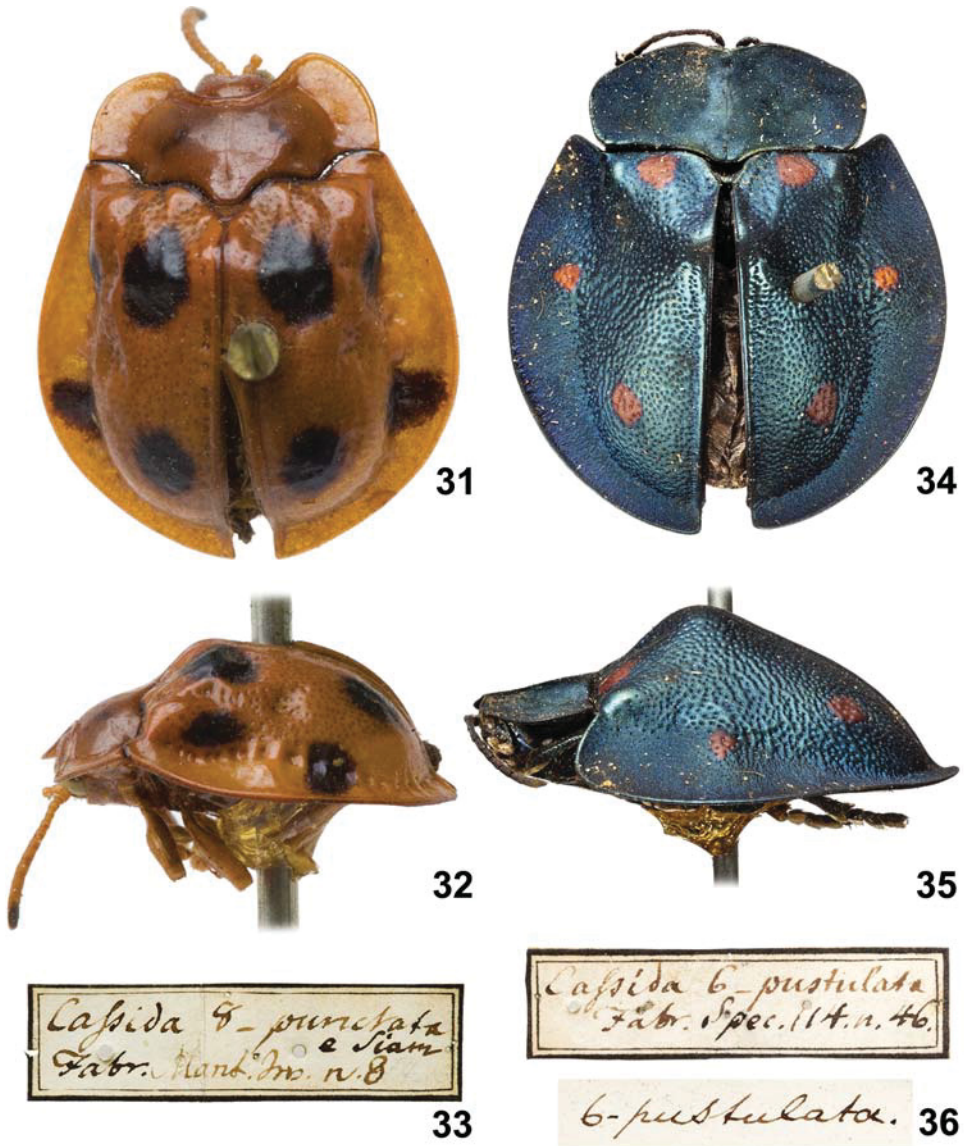 31
34
32
35
Caſsida 8-punctata
e Siam
Fabr. Mant. Ins. n. 8
33
Caſsida 6-pustulata
Fabr. Spec. 114. n. 46.
6-pustulata.
36